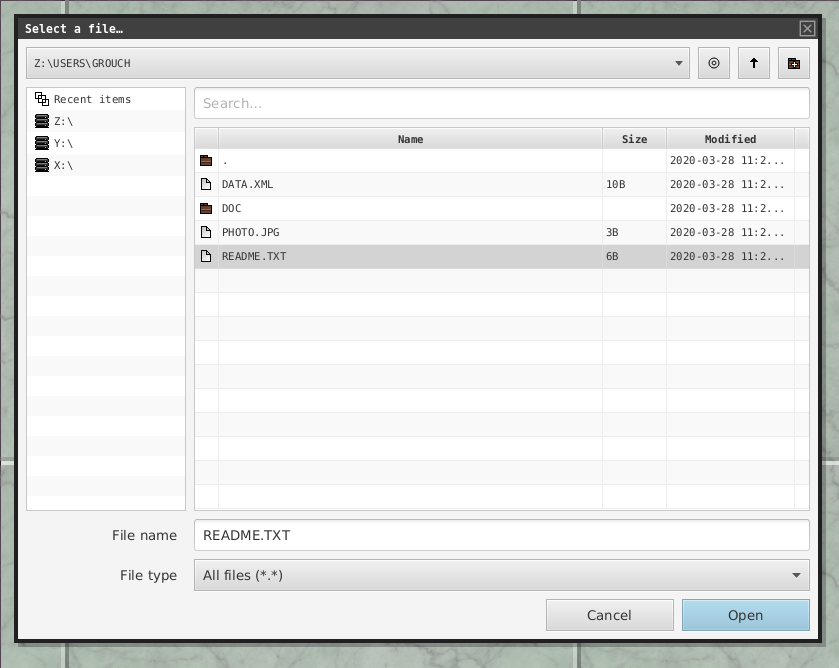 Select a file…
Z:\USERS\GROUCH
Recent items
Z:\
Y:\
X:\
Search...
Name Size Modified
. 2020-03-28 11:2...
DATA.XML 10B 2020-03-28 11:2...
DOC 2020-03-28 11:2...
PHOTO.JPG 3B 2020-03-28 11:2...
README.TXT 6B 2020-03-28 11:2...
File name README.TXT
File type All files (*.*)
Cancel Open